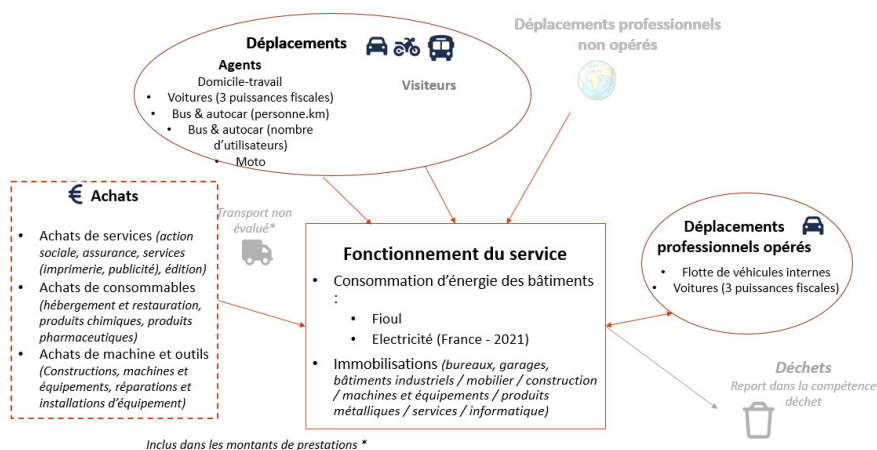 Déplacements
Agents
Domicile-travail
• Voitures (3 puissances fiscales)
• Bus & autocar (personne.km)
• Bus & autocar (nombre
d’utilisateurs)
• Moto
Visiteurs
Déplacements professionnels
non opérés
€ Achats
• Achats de services (action
sociale, assurance, services
(imprimerie, publicité), édition)
• Achats de consommables
(hébergement et restauration,
produits chimiques, produits
pharmaceutiques)
• Achats de machine et outils
(Constructions, machines et
équipements, réparations et
installations d’équipement)
Transport non
évalué*
Fonctionnement du service
• Consommation d’énergie des bâtiments
:
• Fioul
• Electricité (France - 2021)
• Immobilisations (bureaux, garages,
bâtiments industriels / mobilier / construction
/ machines et équipements / produits
métalliques / services / informatique)
Déplacements
professionnels opérés
• Flotte de véhicules internes
• Voitures (3 puissances fiscales)
Déchets
Report dans la compétence
déchet
Inclus dans les montants de prestations *